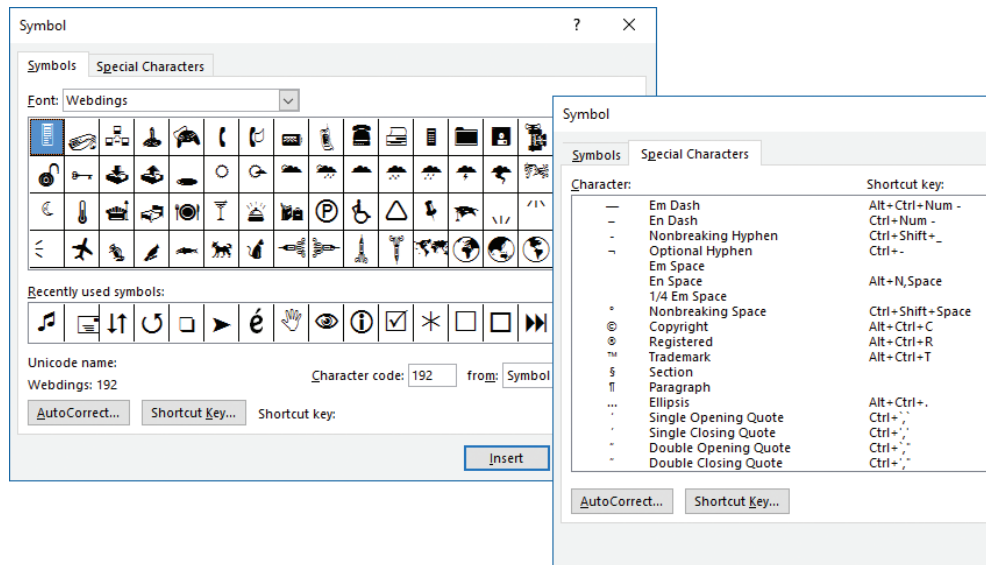 Symbol ? ×
Symbols Special Characters
Font: Webdings
Recently used symbols:
é
Unicode name:
Webdings: 192
Character code: 192 from: Symbol
AutoCorrect... Shortcut Key... Shortcut key:
Insert
Symbol
Symbols Special Characters
Character: Shortcut key:
— Em Dash Alt+Ctrl+Num -
– En Dash Ctrl+Num -
- Nonbreaking Hyphen Ctrl+Shift+_
¬ Optional Hyphen Ctrl+-
Em Space
En Space Alt+N,Space
1/4 Em Space
° Nonbreaking Space Ctrl+Shift+Space
© Copyright Alt+Ctrl+C
® Registered Alt+Ctrl+R
™ Trademark Alt+Ctrl+T
§ Section
¶ Paragraph
... Ellipsis Alt+Ctrl+.
‘ Single Opening Quote Ctrl+`,`
’ Single Closing Quote Ctrl+','
“ Double Opening Quote Ctrl+`,"
” Double Closing Quote Ctrl+',"
AutoCorrect... Shortcut Key...